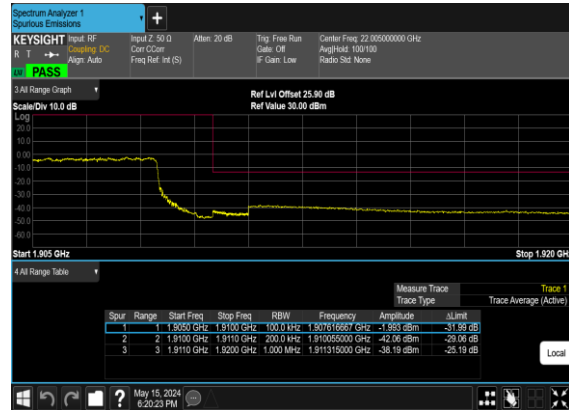 Spectrum Analyzer 1
Spurious Emissions
+
KEYSIGHT Input: RF Input Z: 50 Ω Atten: 20 dB Trig: Free Run Center Freq: 22.005000000 GHz
R T Coupling: DC Corr CCorr Gate: Off Avg|Hold: 100/100
Align: Auto Freq Ref: Int (S) IF Gain: Low Radio Std: None
PASS
3 All Range Graph
Ref Lvl Offset 25.90 dB
Scale/Div 10.0 dB Ref Value 30.00 dBm
Log
20.0
10.0
0.00
-10.0
-20.0
-30.0
-40.0
-50.0
-60.0
Start 1.905 GHz Stop 1.920 GHz
4 All Range Table
Measure Trace Trace 1
Trace Type Trace Average (Active)
Spur Range Start Freq Stop Freq RBW Frequency Amplitude ΔLimit
1 1 1.9050 GHz 1.9100 GHz 100.0 kHz 1.907616667 GHz -1.993 dBm -31.99 dB
2 2 1.9100 GHz 1.9110 GHz 200.0 kHz 1.910055000 GHz -42.06 dBm -29.06 dB
3 3 1.9110 GHz 1.9200 GHz 1.000 MHz 1.911315000 GHz -38.19 dBm -25.19 dB
Local
? May 15, 2024
6:20:23 PM